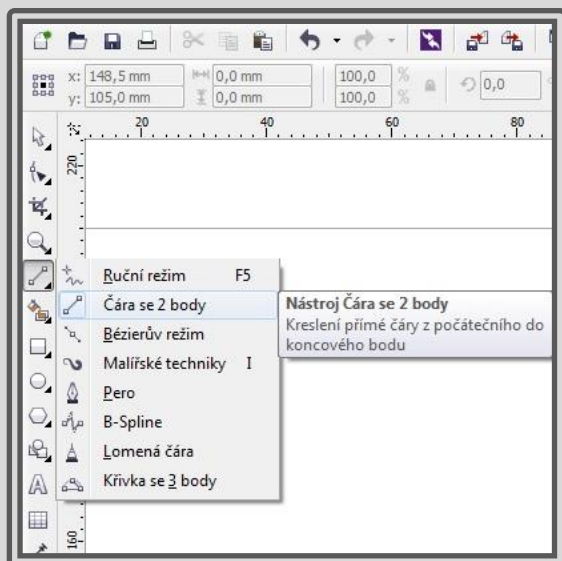 x: 148,5 mm 0,0 mm 100,0 %
y: 105,0 mm 0,0 mm 100,0 % 0,0
20 40 60 80
220
Ruční režim F5
Čára se 2 body
Bézierův režim
Malířské techniky I
Pero
B-Spline
Lomená čára
Křivka se 3 body
Nástroj Čára se 2 body
Kreslení přímé čáry z počátečního do
koncového bodu
160